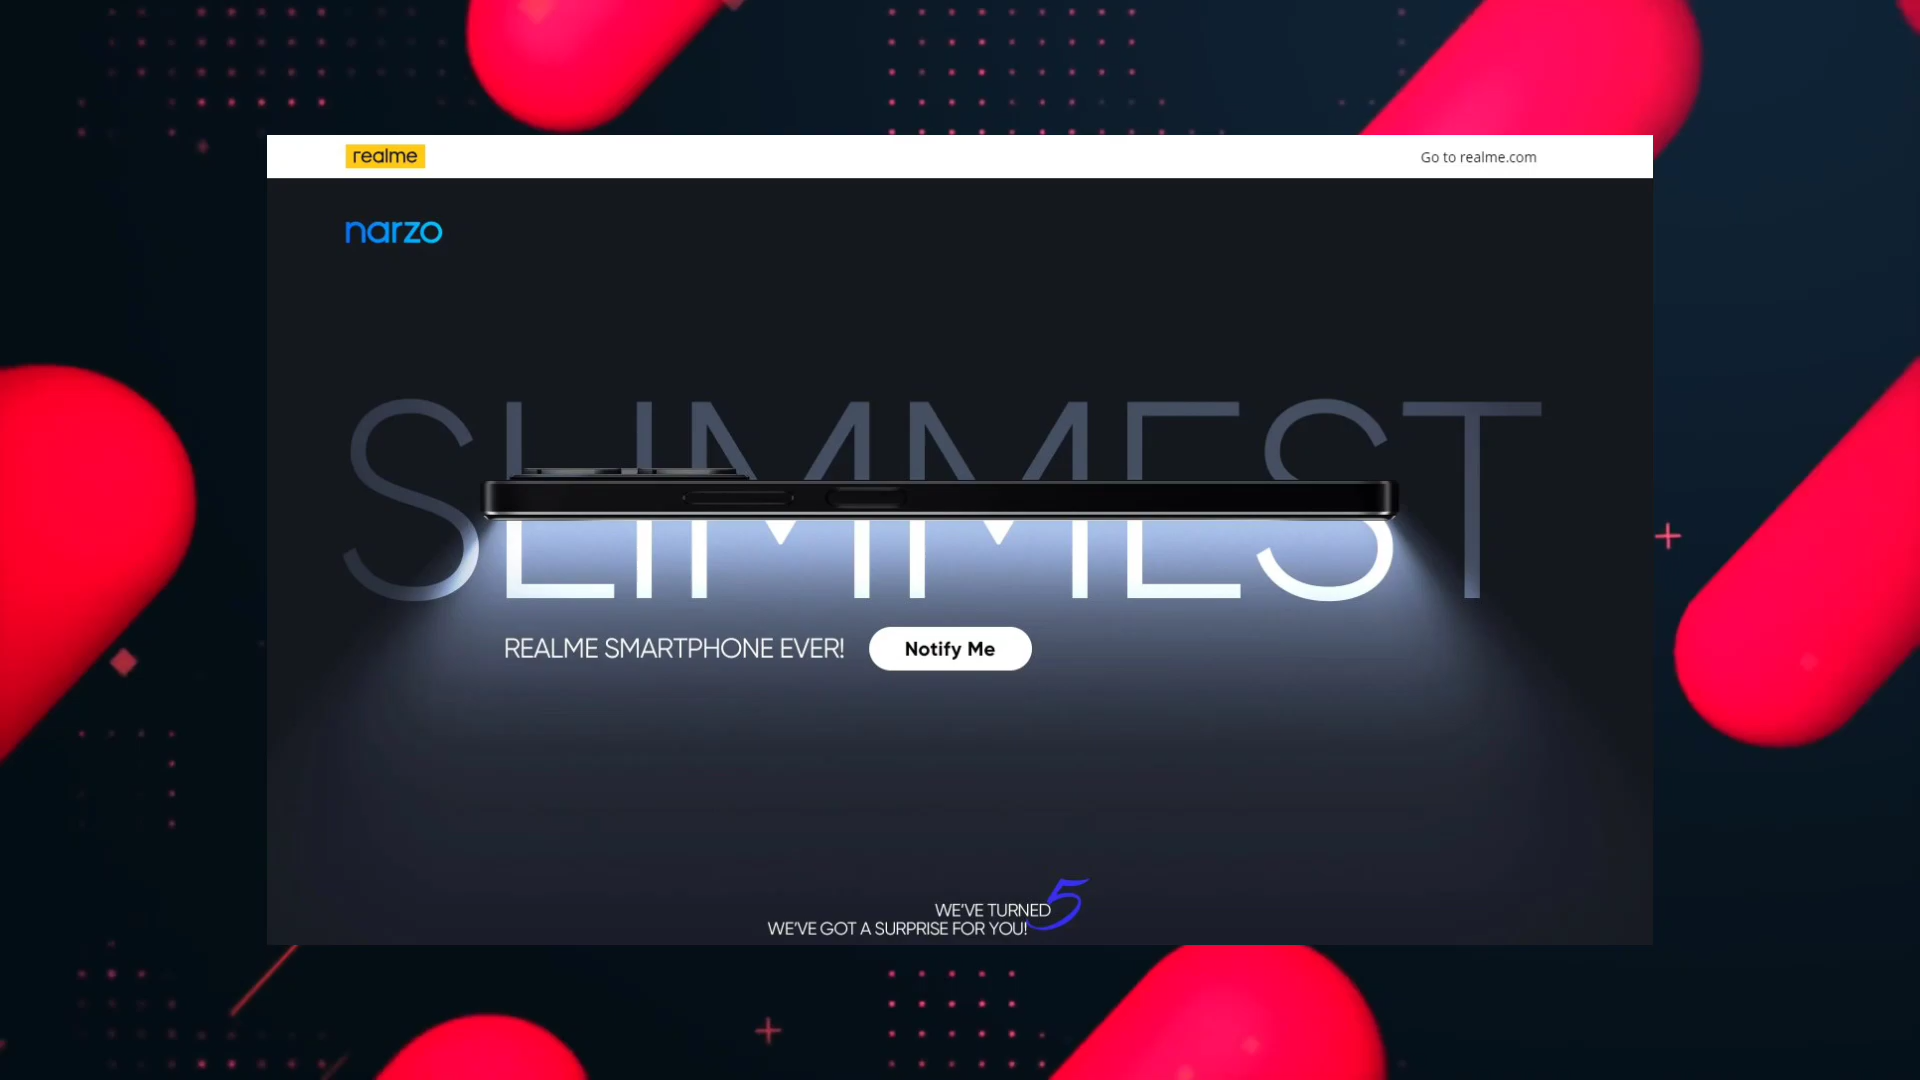 realme
Go to realme.com
narzo
SLIMMEST
REALME SMARTPHONE EVER!
Notify Me
WE'VE TURNED 5
WE'VE GOT A SURPRISE FOR YOU!